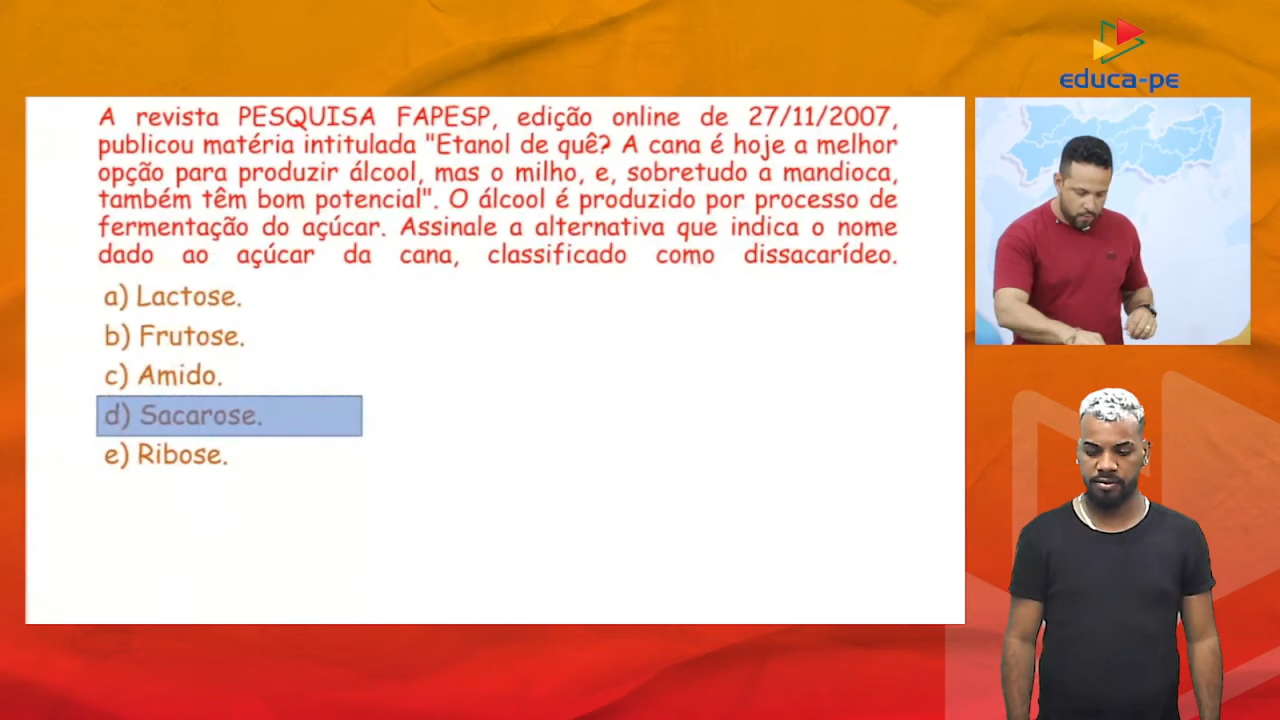 educa-pe
A revista PESQUISA FAPESP, edição online de 27/11/2007,
publicou matéria intitulada "Etanol de quê? A cana é hoje a melhor
opção para produzir álcool, mas o milho, e, sobretudo a mandioca,
também têm bom potencial". O álcool é produzido por processo de
fermentação do açúcar. Assinale a alternativa que indica o nome
dado ao açúcar da cana, classificado como dissacarídeo.
a) Lactose.
b) Frutose.
c) Amido.
d) Sacarose.
e) Ribose.